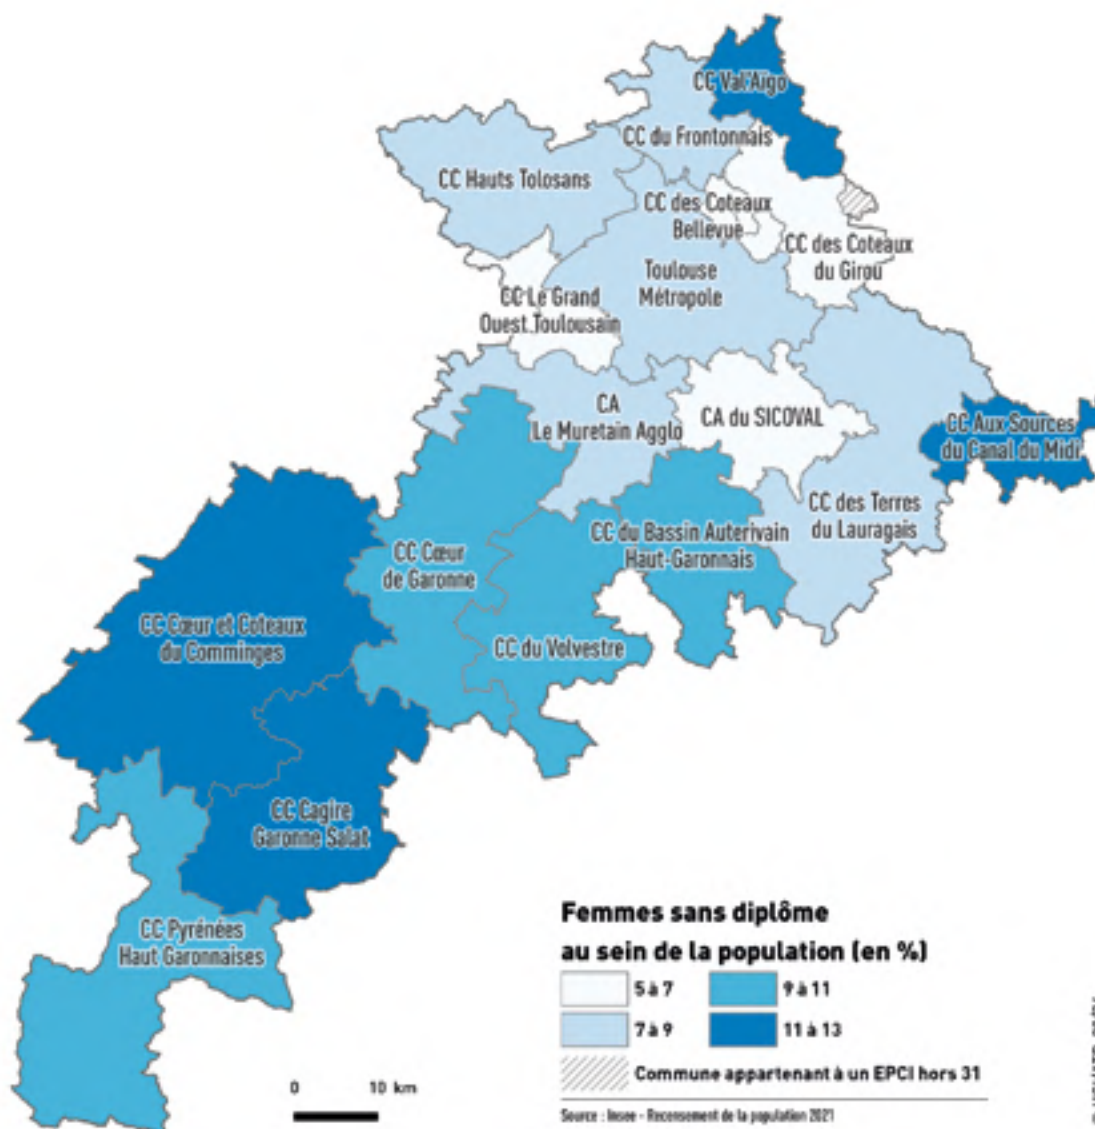 CC Val'Aïgo
CC du Frontonnais
CC Hauts Tolosans
CC des Coteaux
Bellevue
CC des Coteaux
du Girou
Toulouse
Métropole
CC Le Grand
Ouest Toulousain
CA
Le Muretain Agglo
CA du SICOVAL
CC Aux Sources
du Canal du Midi
CC des Terres
du Lauragais
CC du Bassin Auterivain
Haut-Garonnais
CC Cœur
de Garonne
CC Cœur et Coteaux
du Comminges
CC du Volvestre
CC Cagire
Garonne Salat
CC Pyrénées
Haut Garonnaises
Femmes sans diplôme
au sein de la population (en %)
5 à 7
9 à 11
7 à 9
11 à 13
Commune appartenant à un EPCI hors 31
0 10 km
Source : Insee - Recensement de la population 2021